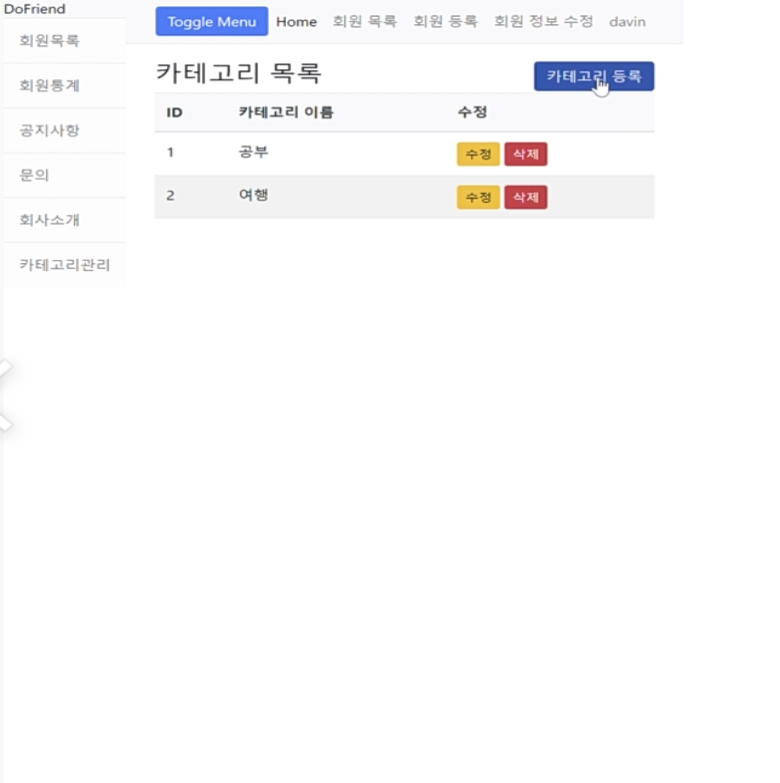 DoFriend
회원목록
회원통계
공지사항
문의
회사소개
카테고리관리
Toggle Menu Home 회원 목록 회원 등록 회원 정보 수정 davin
카테고리 목록 카테고리 등록
ID 카테고리 이름 수정
1 공부 수정 삭제
2 여행 수정 삭제